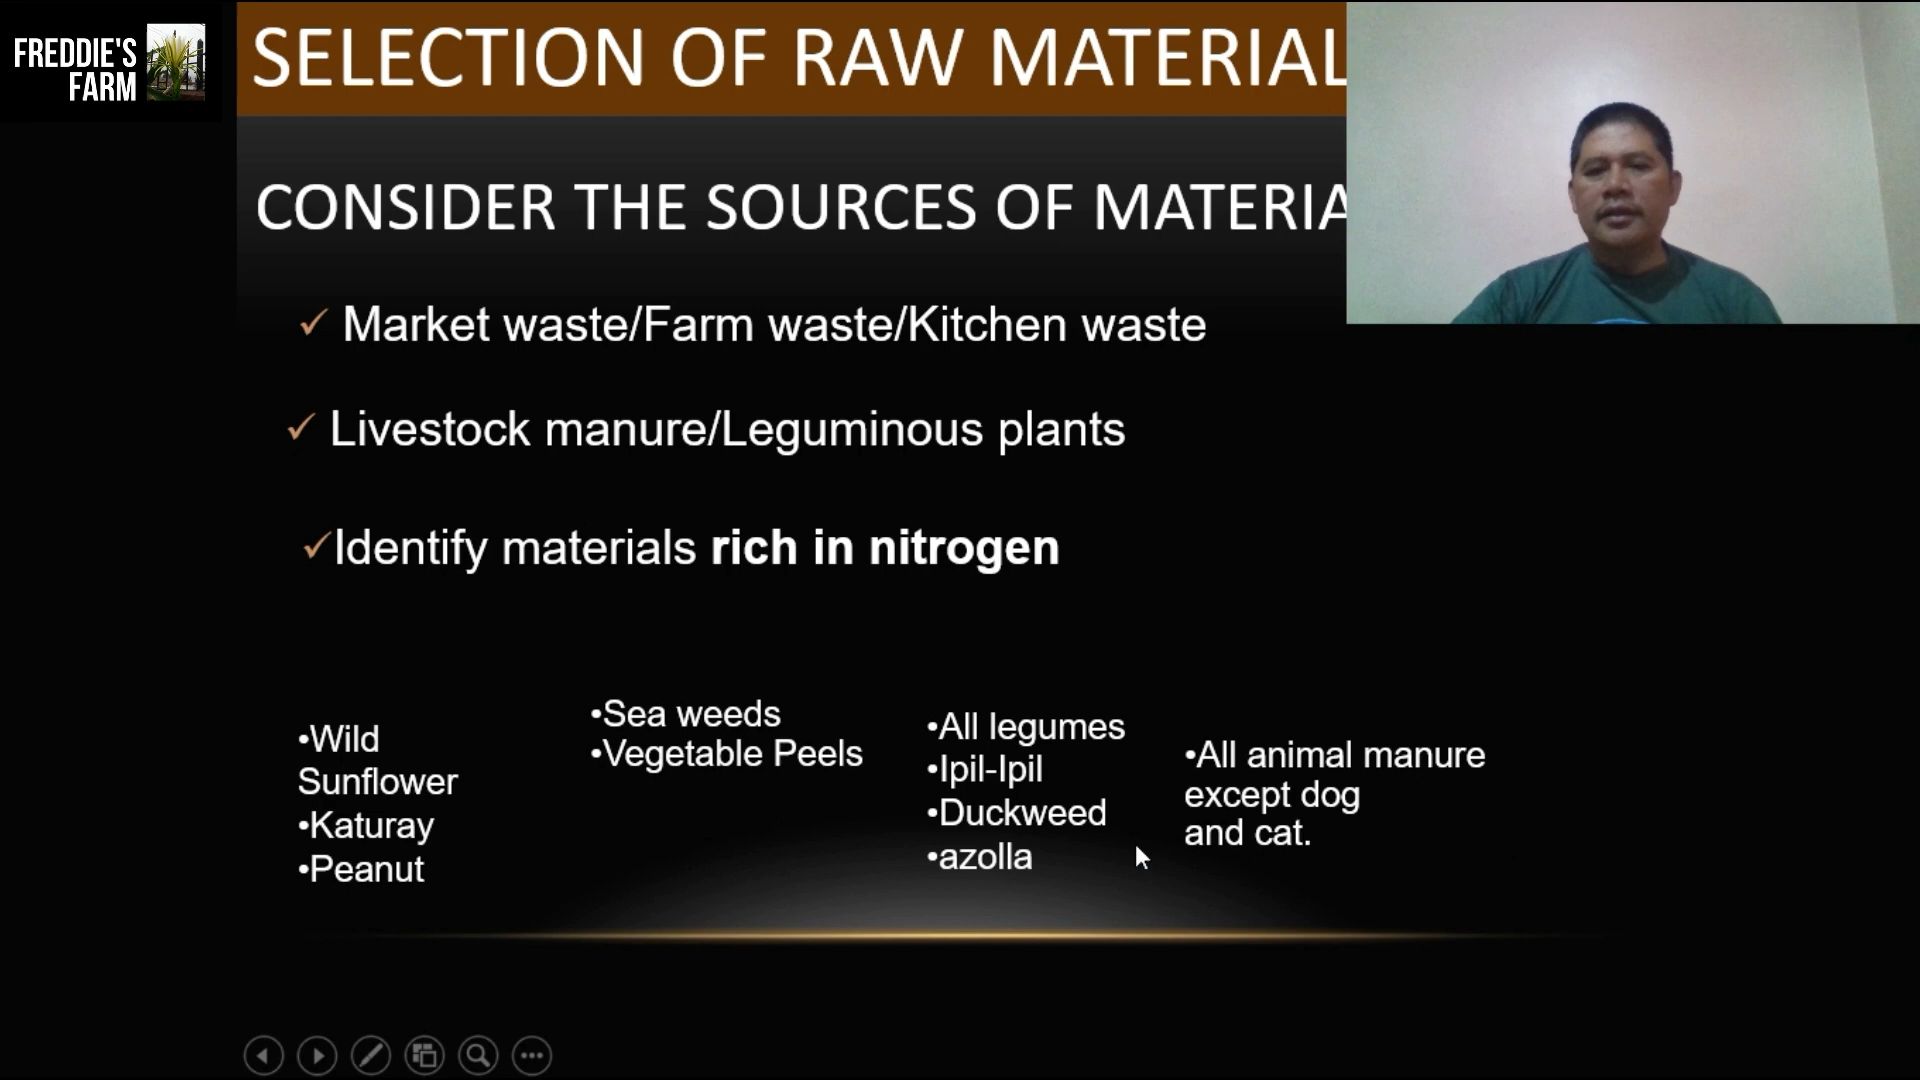 FREDDIE'S
FARM
SELECTION OF RAW MATERIAL
CONSIDER THE SOURCES OF MATERIA
✓ Market waste/Farm waste/Kitchen waste
✓ Livestock manure/Leguminous plants
✓Identify materials rich in nitrogen
•Wild
Sunflower
•Katuray
•Peanut
•Sea weeds
•Vegetable Peels
•All legumes
•Ipil-Ipil
•Duckweed
•azolla
•All animal manure
except dog
and cat.